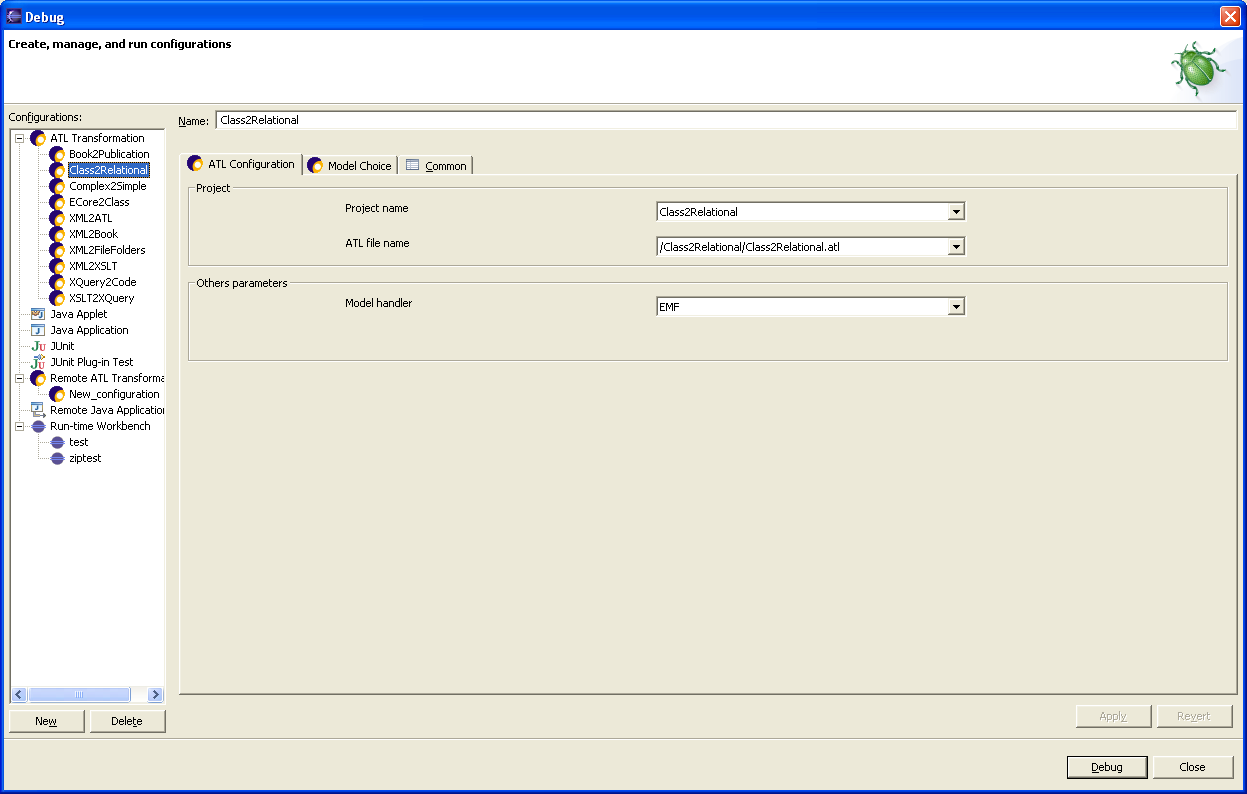 Debug
Create, manage, and run configurations
Configurations:
ATL Transformation
Book2Publication
Class2Relational
Complex2Simple
ECore2Class
XML2ATL
XML2Book
XML2FileFolders
XML2XSLT
XQuery2Code
XSLT2XQuery
Java Applet
Java Application
JUnit
JUnit Plug-in Test
Remote ATL Transforma
New_configuration
Remote Java Application
Run-time Workbench
test
ziptest
New Delete
Name: Class2Relational
ATL Configuration Model Choice Common
Project
Project name Class2Relational
ATL file name /Class2Relational/Class2Relational.atl
Others parameters
Model handler EMF
Apply Revert
Debug Close